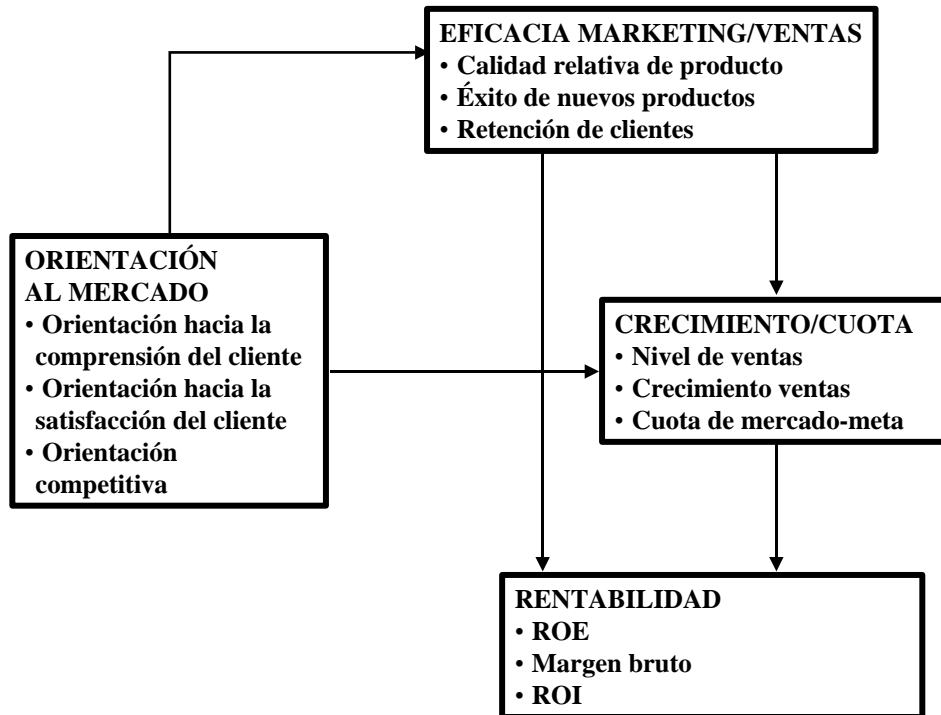 EFICACIA MARKETING/VENTAS
• Calidad relativa de producto
• Éxito de nuevos productos
• Retención de clientes
ORIENTACIÓN
AL MERCADO
• Orientación hacia la
comprensión del cliente
• Orientación hacia la
satisfacción del cliente
• Orientación
competitiva
CRECIMIENTO/CUOTA
• Nivel de ventas
• Crecimiento ventas
• Cuota de mercado-meta
RENTABILIDAD
• ROE
• Margen bruto
• ROI